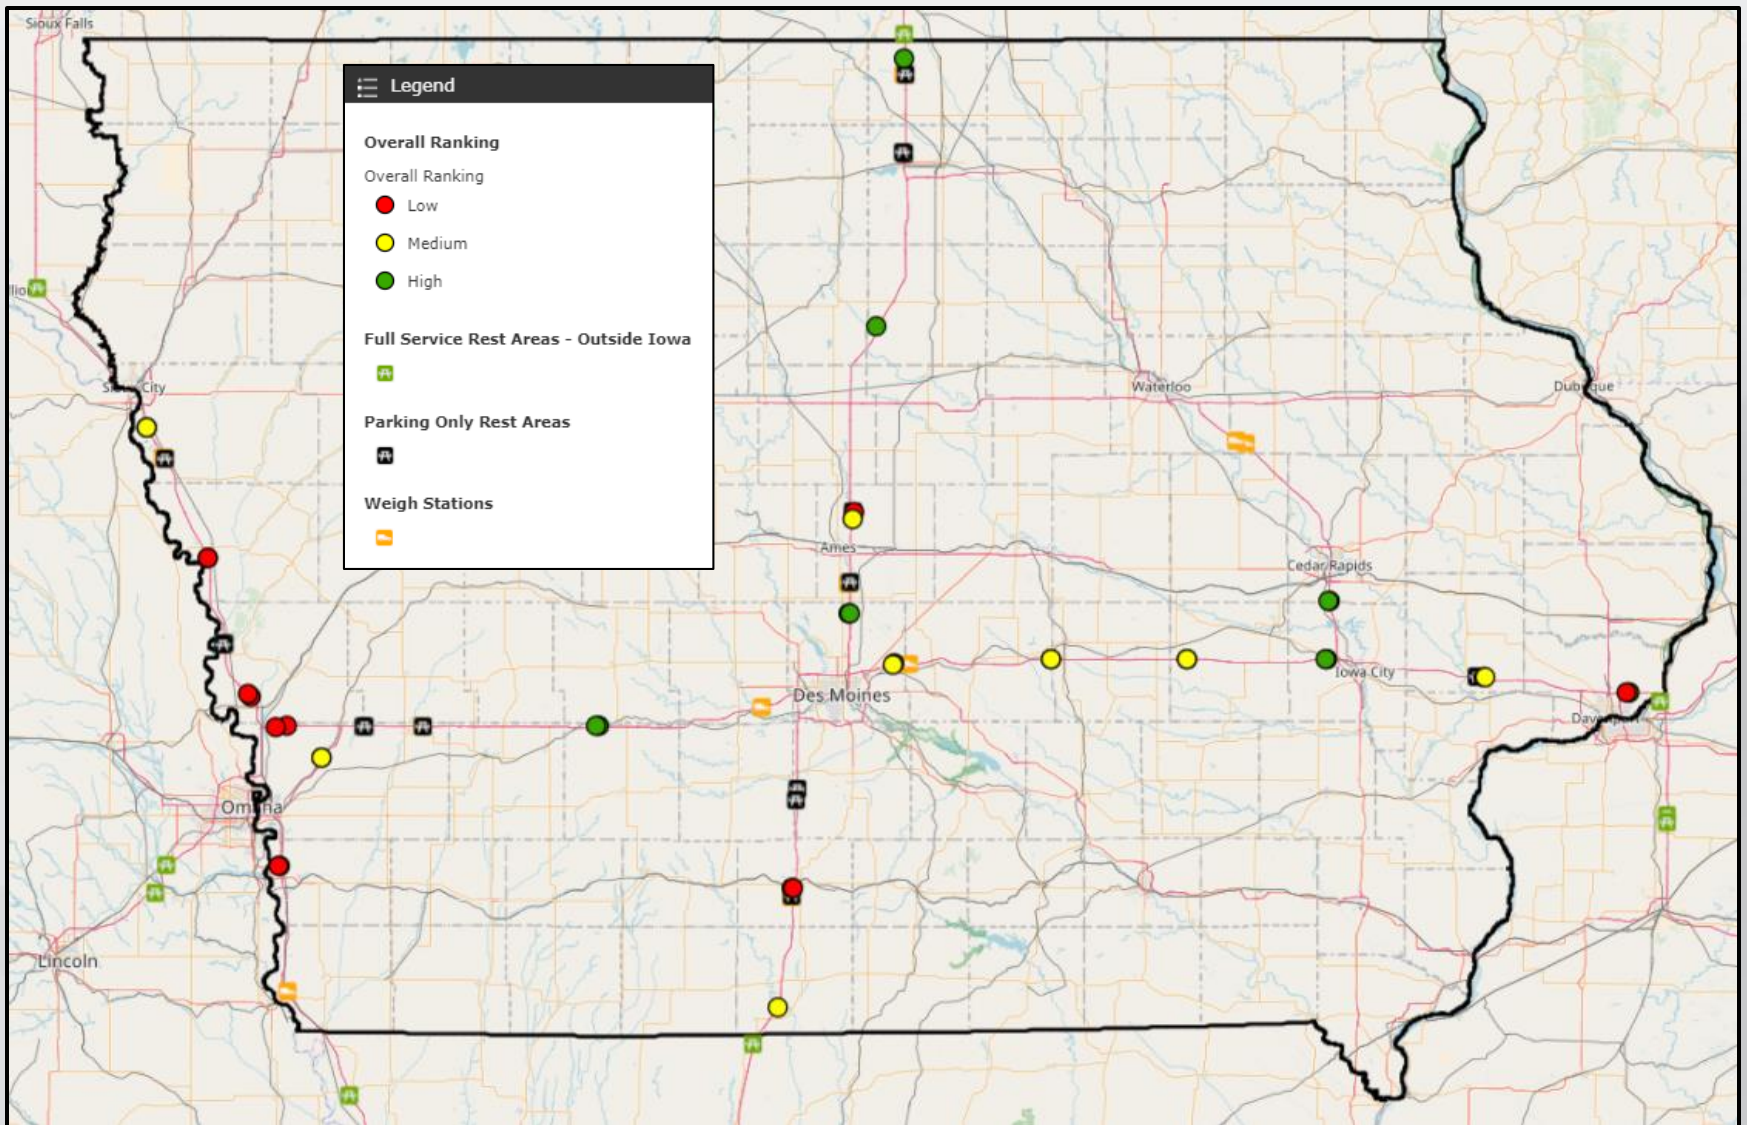 Sioux Falls
Legend
Overall Ranking
Overall Ranking
Low
Medium
High
Full Service Rest Areas - Outside Iowa
Parking Only Rest Areas
Weigh Stations
Waterloo
Ames
Cedar Rapids
Iowa City
Des Moines
Lincoln